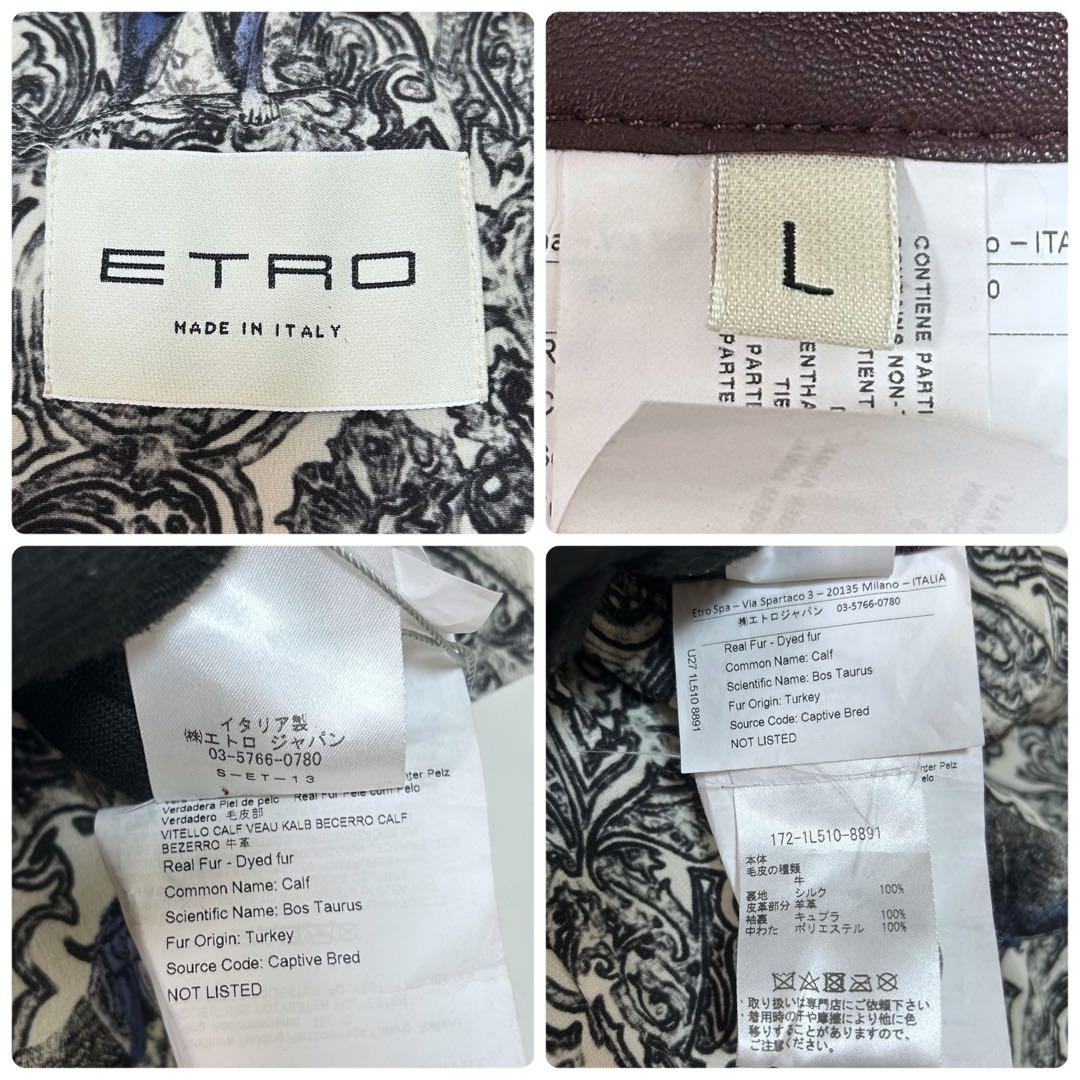 ETRO
MADE IN ITALY
L
CONTIENE PARTI
NON-
TIENT
ENTHA
TIE
PARTI
PARTE
o – ITA
イタリア製
㈱エトロ ジャパン
03-5766-0780
S-ET-13
nter Pelz
Verdadera Piel de pelo Real Fur Pele com Pelo
Verdadero 毛皮部
VITELLO CALF VEAU KALB BECERRO CALF
BEZERRO 牛革
Real Fur - Dyed fur
Common Name: Calf
Scientific Name: Bos Taurus
Fur Origin: Turkey
Source Code: Captive Bred
NOT LISTED
Etro Spa – Via Spartaco 3 – 20135 Milano – ITALIA
㈱エトロジャパン 03-5766-0780
Real Fur - Dyed fur
Common Name: Calf
Scientific Name: Bos Taurus
Fur Origin: Turkey
Source Code: Captive Bred
NOT LISTED
U27 1L510 8891
nter Pelz
elo
172-1L510-8891
本体
毛皮の種類
牛
裏地 シルク 100%
皮革部分 羊革
袖裏 キュプラ 100%
中わた ポリエステル 100%
取り扱いは専門店にご依頼下さい
着用時の汗や摩擦により他に色
移りすることがありますので、
ご注意ください。